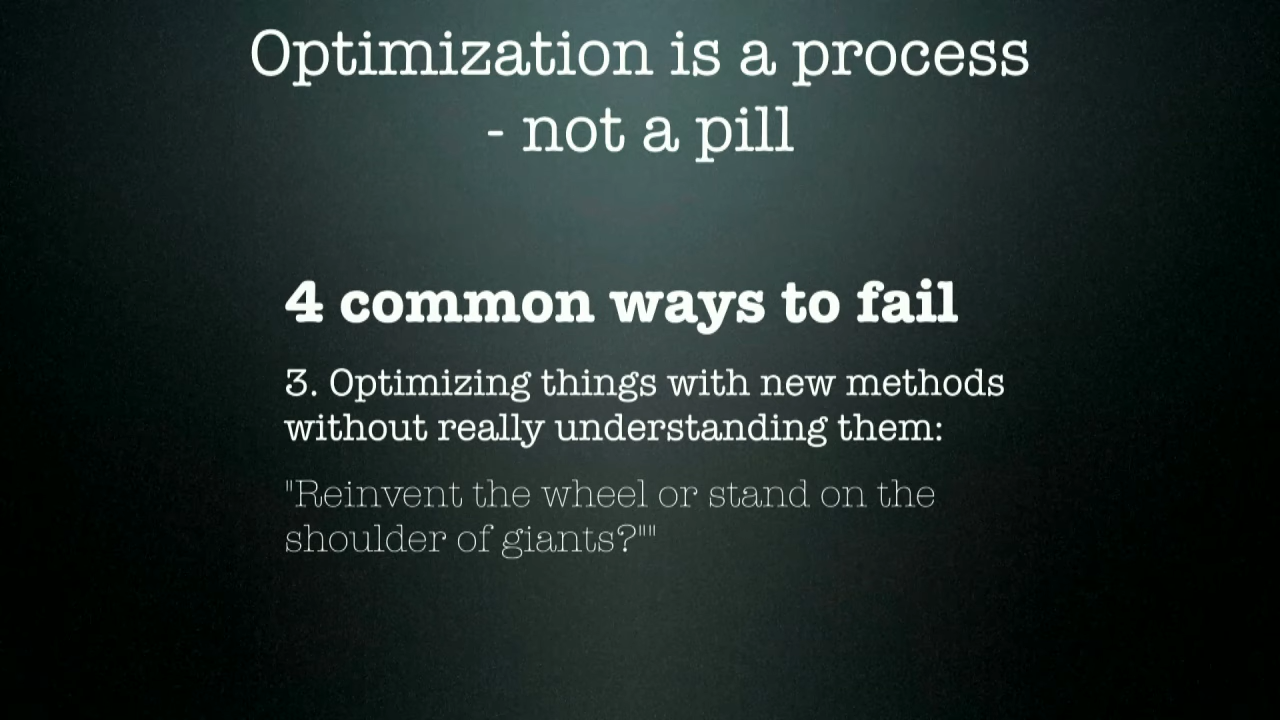 Optimization is a process
- not a pill
4 common ways to fail
3. Optimizing things with new methods
without really understanding them:
"Reinvent the wheel or stand on the
shoulder of giants?""